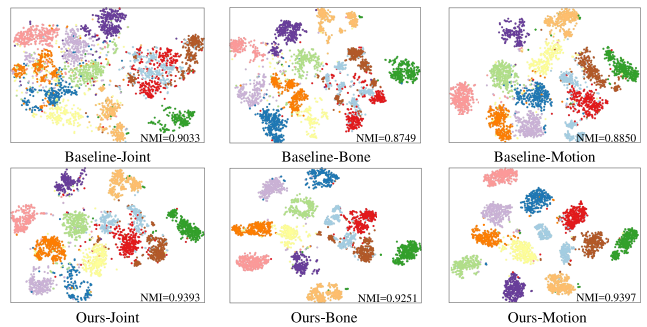 NMI=0.9033 NMI=0.8749 NMI=0.8850
Baseline-Joint Baseline-Bone Baseline-Motion
NMI=0.9393 NMI=0.9251 NMI=0.9397
Ours-Joint Ours-Bone Ours-Motion